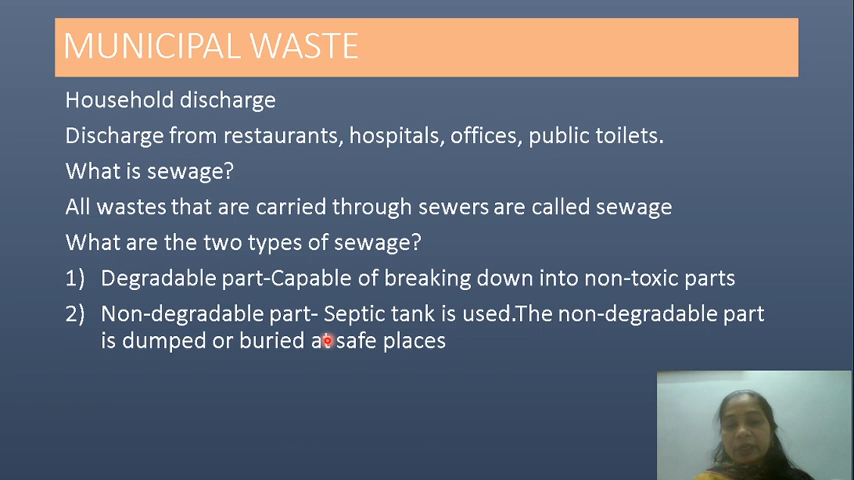 MUNICIPAL WASTE
Household discharge
Discharge from restaurants, hospitals, offices, public toilets.
What is sewage?
All wastes that are carried through sewers are called sewage
What are the two types of sewage?
1) Degradable part-Capable of breaking down into non-toxic parts
2) Non-degradable part- Septic tank is used.The non-degradable part
is dumped or buried at safe places